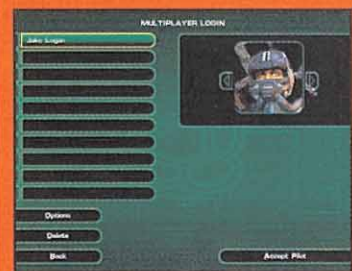 MULTIPLAYER LOGIN
Jake Logan
Options
Delete
Back
Accept Pilot